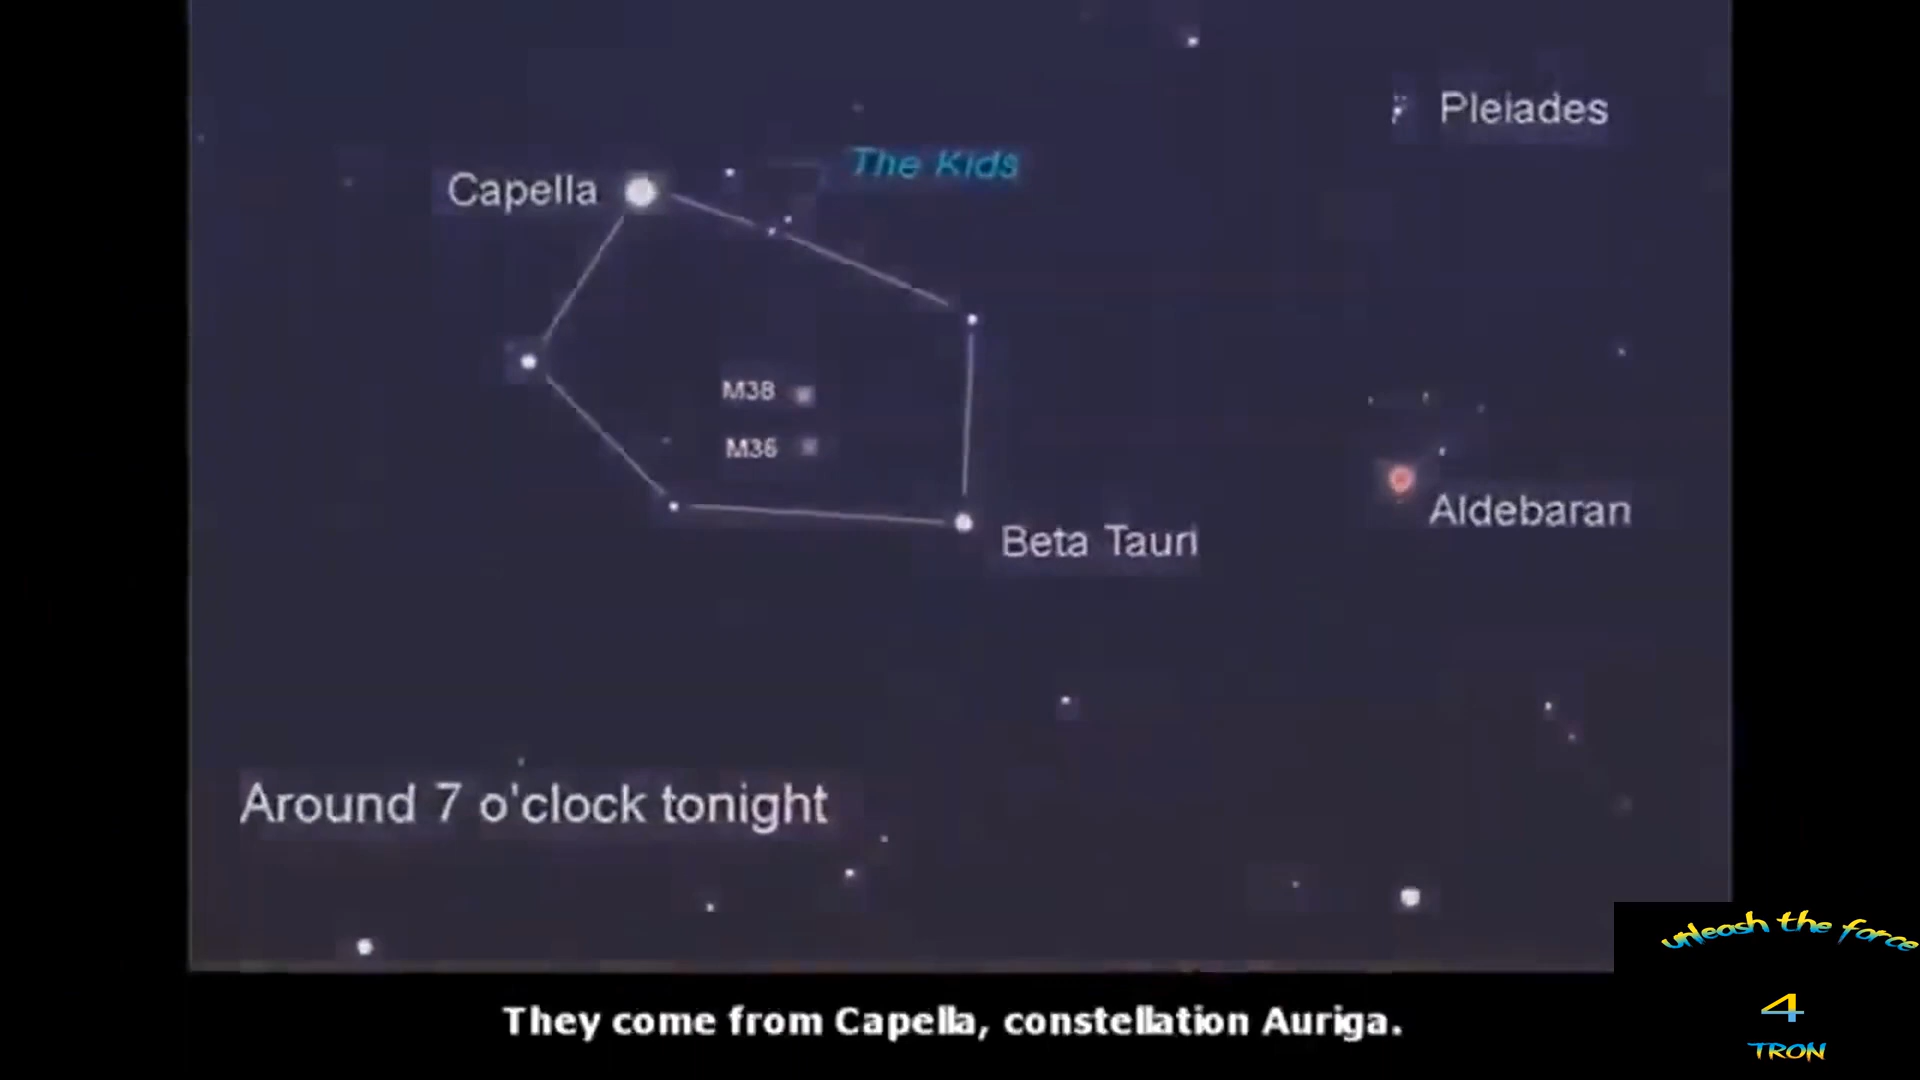 Pleiades
The Kids
Capella
M38
M36
Aldebaran
Beta Tauri
Around 7 o'clock tonight
unleash the force
4
TRON
They come from Capella, constellation Auriga.